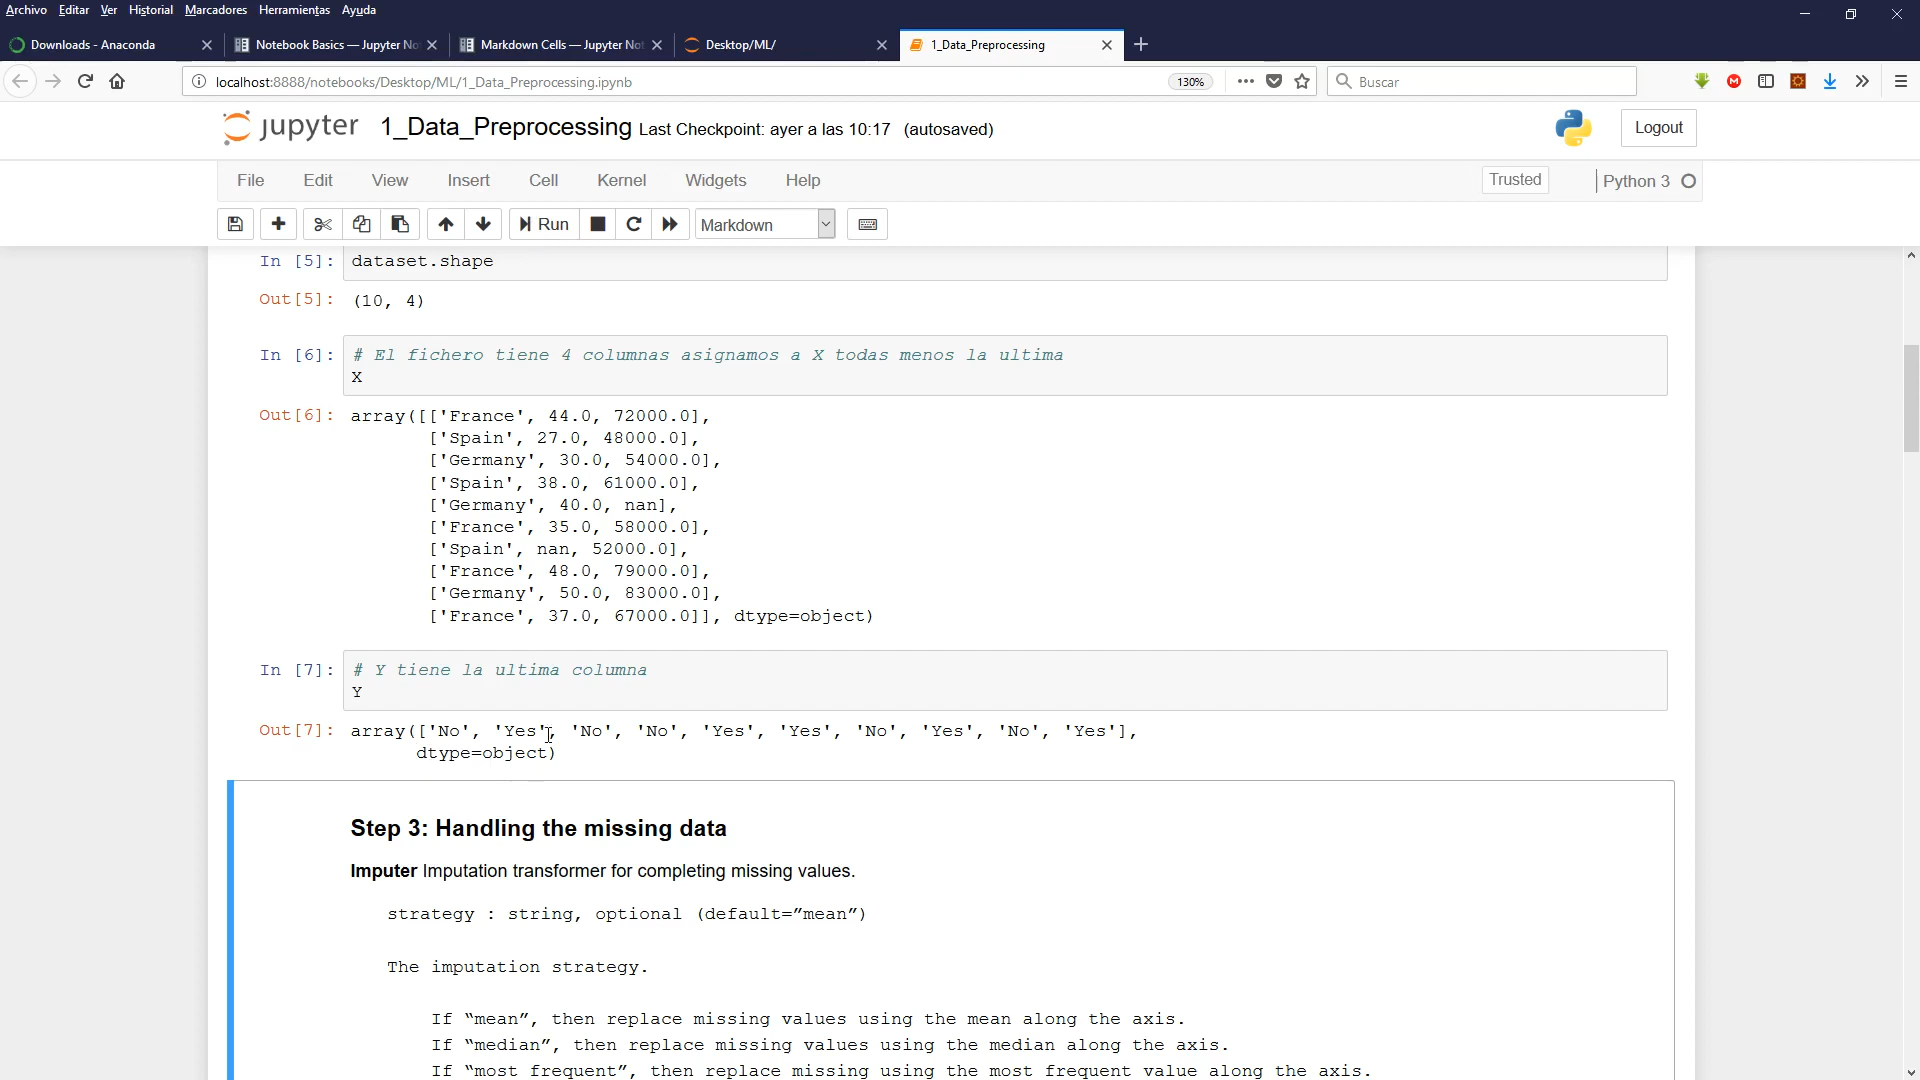 Archivo Editar Ver Historial Marcadores Herramientas Ayuda
Downloads - Anaconda Notebook Basics — Jupyter No Markdown Cells — Jupyter Not Desktop/ML/ 1_Data_Preprocessing
localhost:8888/notebooks/Desktop/ML/1_Data_Preprocessing.ipynb 130% Buscar
jupyter 1_Data_Preprocessing Last Checkpoint: ayer a las 10:17 (autosaved) Logout
File Edit View Insert Cell Kernel Widgets Help Trusted Python 3
Run Markdown
In [5]: dataset.shape
Out[5]: (10, 4)
In [6]: # El fichero tiene 4 columnas asignamos a X todas menos la ultima
X
Out[6]: array([['France', 44.0, 72000.0],
['Spain', 27.0, 48000.0],
['Germany', 30.0, 54000.0],
['Spain', 38.0, 61000.0],
['Germany', 40.0, nan],
['France', 35.0, 58000.0],
['Spain', nan, 52000.0],
['France', 48.0, 79000.0],
['Germany', 50.0, 83000.0],
['France', 37.0, 67000.0]], dtype=object)
In [7]: # Y tiene la ultima columna
Y
Out[7]: array(['No', 'Yes', 'No', 'No', 'Yes', 'Yes', 'No', 'Yes', 'No', 'Yes'],
dtype=object)
Step 3: Handling the missing data
Imputer Imputation transformer for completing missing values.
strategy : string, optional (default=”mean”)
The imputation strategy.
If “mean”, then replace missing values using the mean along the axis.
If “median”, then replace missing values using the median along the axis.
If “most frequent”, then replace missing using the most frequent value along the axis.